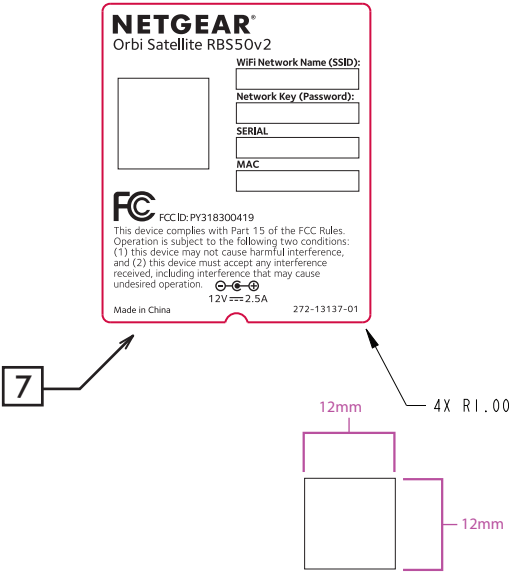 NETGEAR®
Orbi Satellite RBS50v2
WiFi Network Name (SSID):
Network Key (Password):
SERIAL
MAC
FC FCC ID: PY318300419
This device complies with Part 15 of the FCC Rules.
Operation is subject to the following two conditions:
(1) this device may not cause harmful interference,
and (2) this device must accept any interference
received, including interference that may cause
undesired operation.
12V ⎓ 2.5A
Made in China
272-13137-01
7
4X R1.00
12mm
12mm